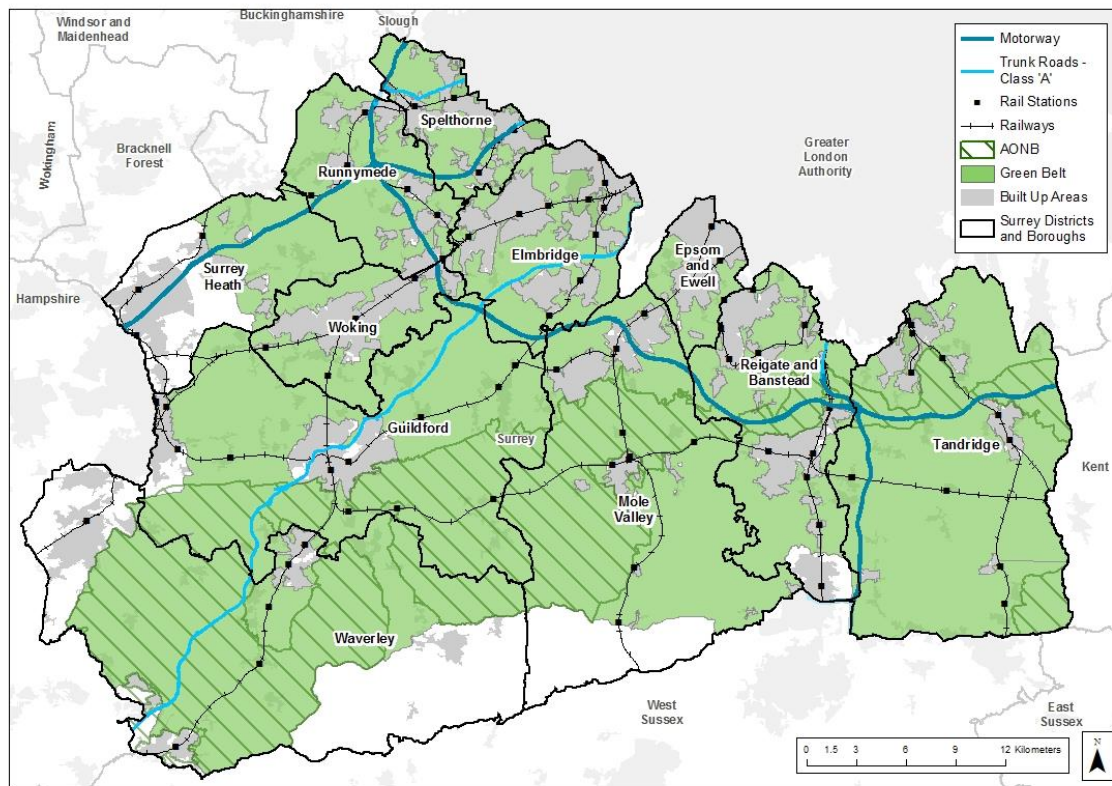 Windsor and
Maidenhead
Buckinghamshire
Slough
Wokingham
Bracknell
Forest
Hampshire
Spelthorne
Runnymede
Surrey
Heath
Elmbridge
Woking
Epsom
and
Ewell
Greater
London
Authority
Reigate and
Banstead
Guildford
Surrey
Mole
Valley
Tandridge
Kent
Waverley
West
Sussex
East
Sussex
Motorway
Trunk Roads -
Class 'A'
Rail Stations
Railways
AONB
Green Belt
Built Up Areas
Surrey Districts
and Boroughs
0 1.5 3 6 9 12 Kilometers
N